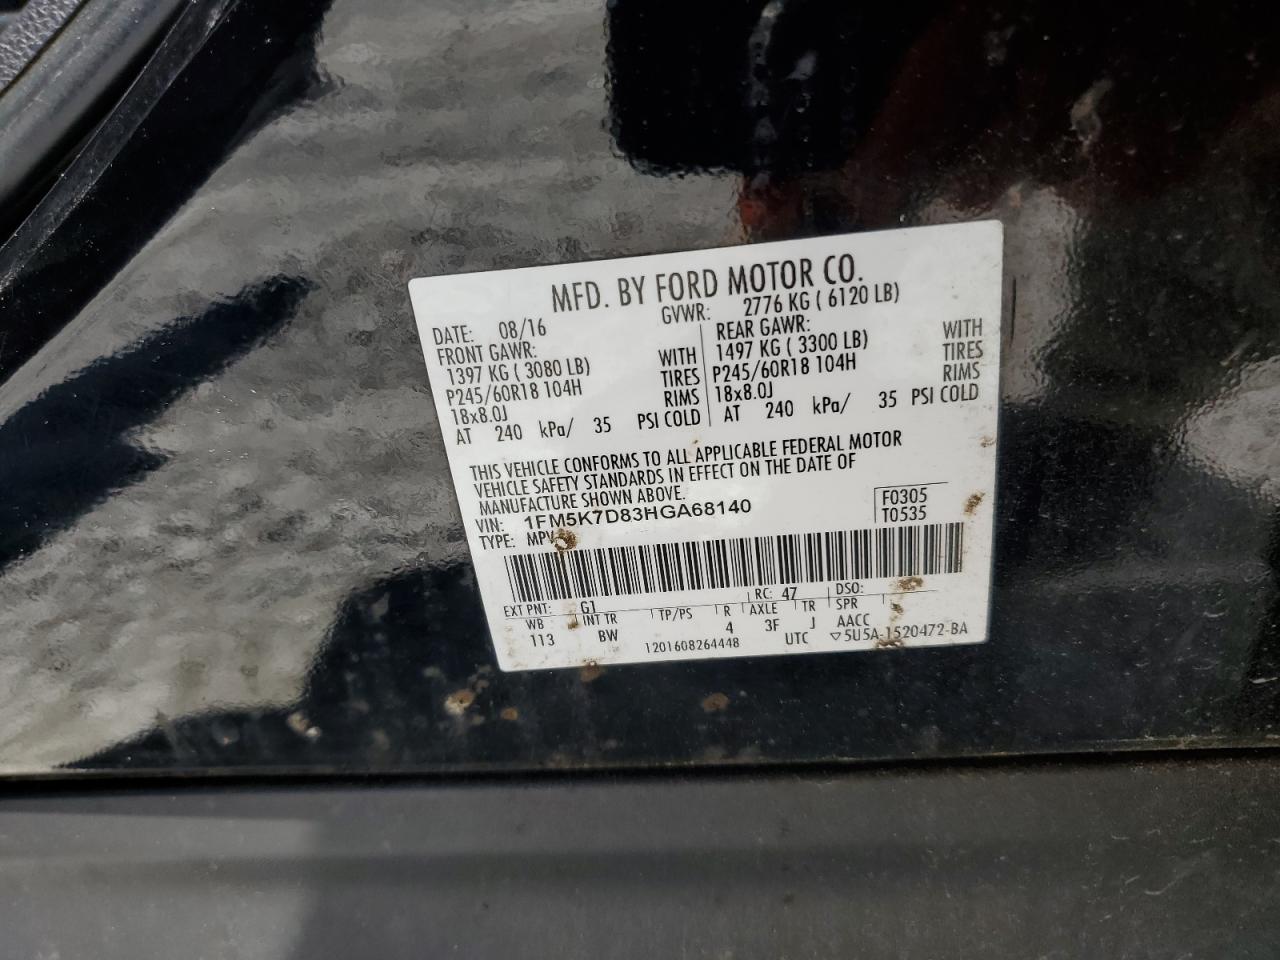 MFD. BY FORD MOTOR CO.
DATE: 08/16
GVWR: 2776 KG ( 6120 LB)
FRONT GAWR:
1397 KG ( 3080 LB) WITH
P245/60R18 104H TIRES
18x8.0J RIMS
AT 240 kPa/ 35 PSI COLD
REAR GAWR: WITH
1497 KG ( 3300 LB) TIRES
P245/60R18 104H RIMS
18x8.0J
AT 240 kPa/ 35 PSI COLD
THIS VEHICLE CONFORMS TO ALL APPLICABLE FEDERAL MOTOR
VEHICLE SAFETY STANDARDS IN EFFECT ON THE DATE OF
MANUFACTURE SHOWN ABOVE.
VIN: 1FM5K7D83HGA68140
TYPE: MPV
F0305
T0535
EXT PNT: G1 RC: 47 DSO:
WB INT TR TP/PS R AXLE TR SPR
113 BW 4 3F J AACC
1201608264448 UTC ▽5U5A-1520472-BA